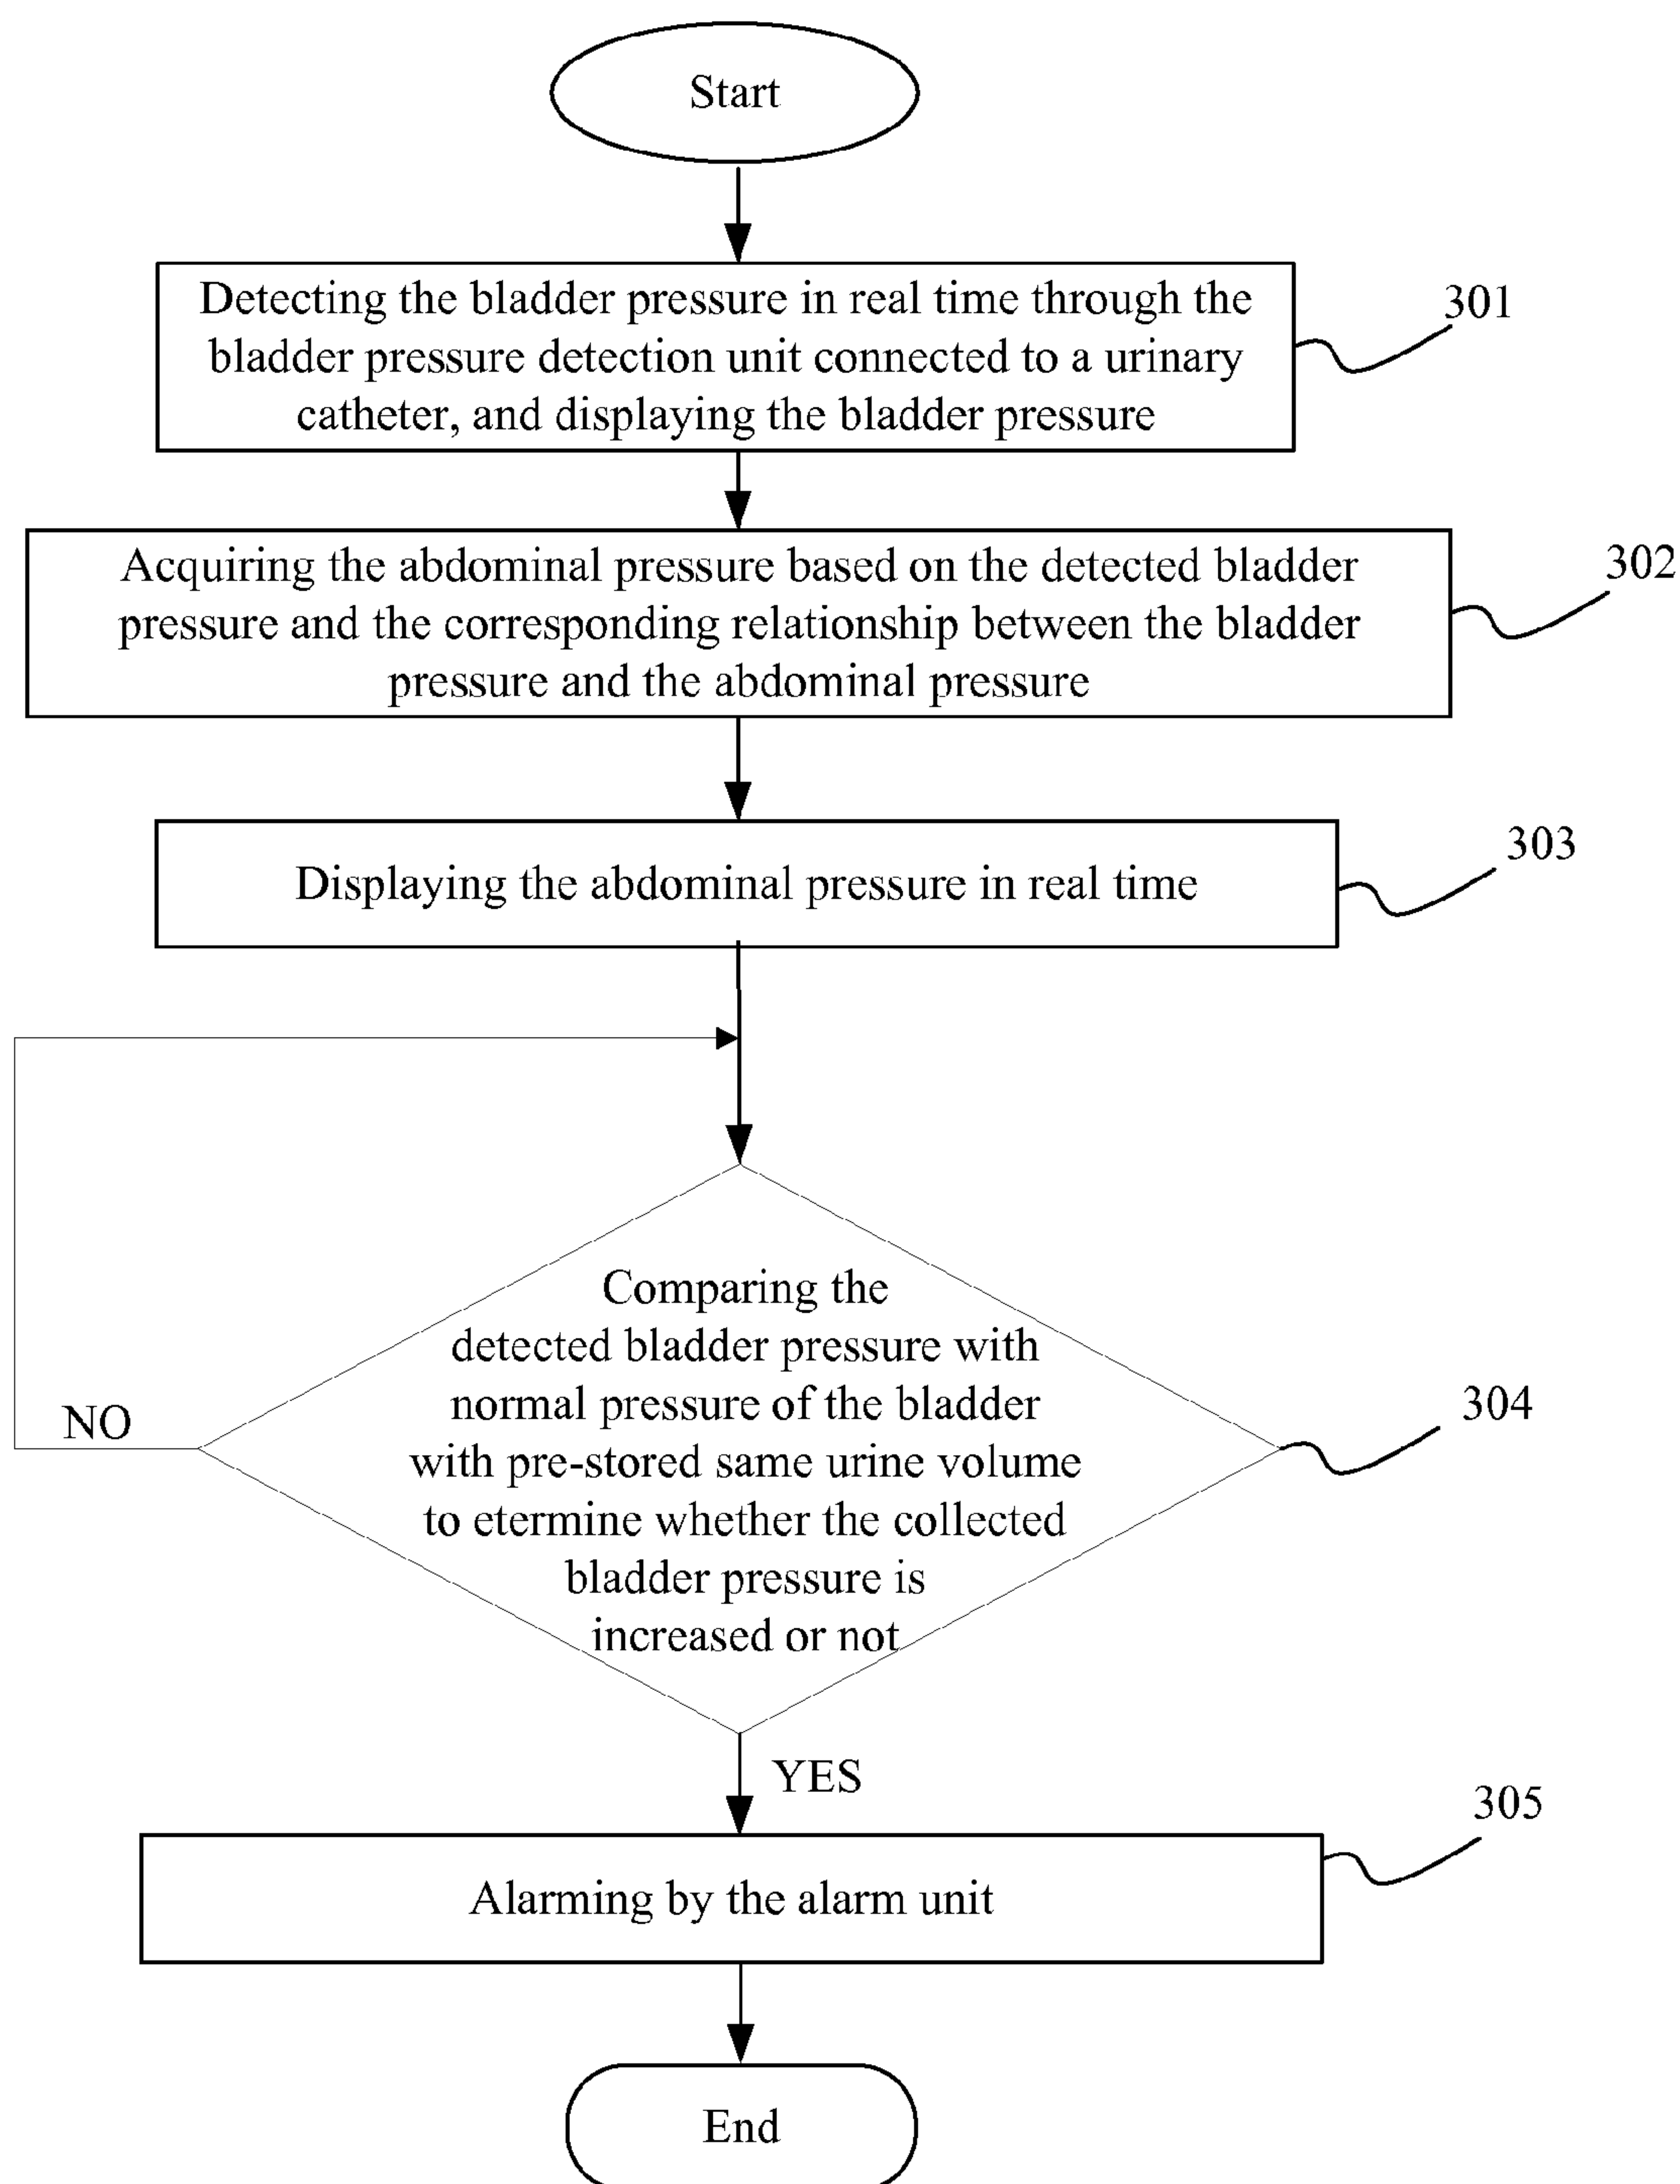 Start
Detecting the bladder pressure in real time through the
bladder pressure detection unit connected to a urinary
catheter, and displaying the bladder pressure
301
Acquiring the abdominal pressure based on the detected bladder
pressure and the corresponding relationship between the bladder
pressure and the abdominal pressure
302
Displaying the abdominal pressure in real time
303
Comparing the
detected bladder pressure with
normal pressure of the bladder
with pre-stored same urine volume
to etermine whether the collected
bladder pressure is
increased or not
304
NO
YES
Alarming by the alarm unit
305
End